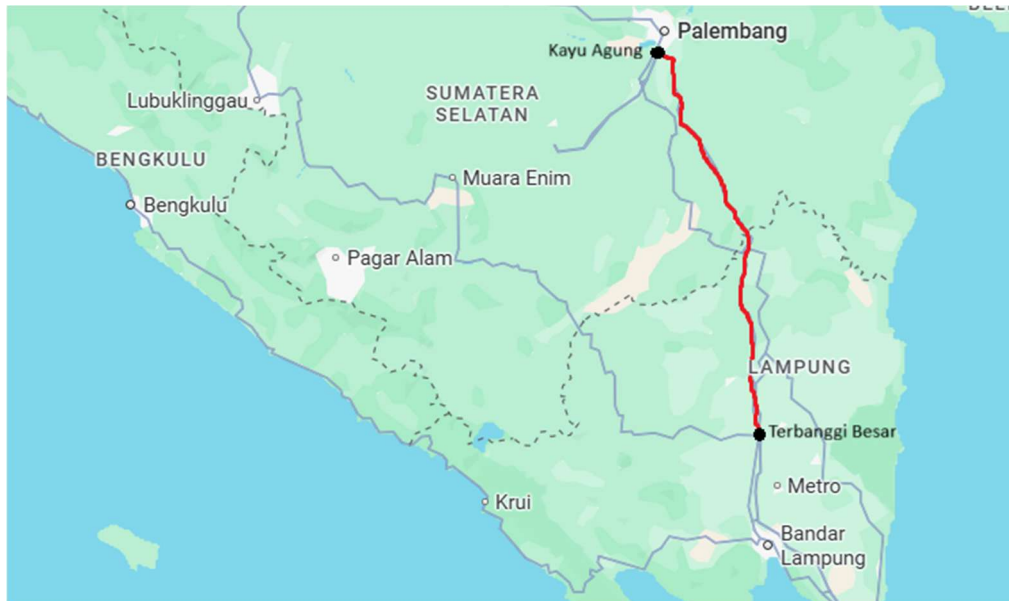 Palembang
Kayu Agung
Lubuklinggau
SUMATERA
SELATAN
BENGKULU
Muara Enim
Bengkulu
Pagar Alam
LAMPUNG
Terbanggi Besar
Metro
Krui
Bandar
Lampung